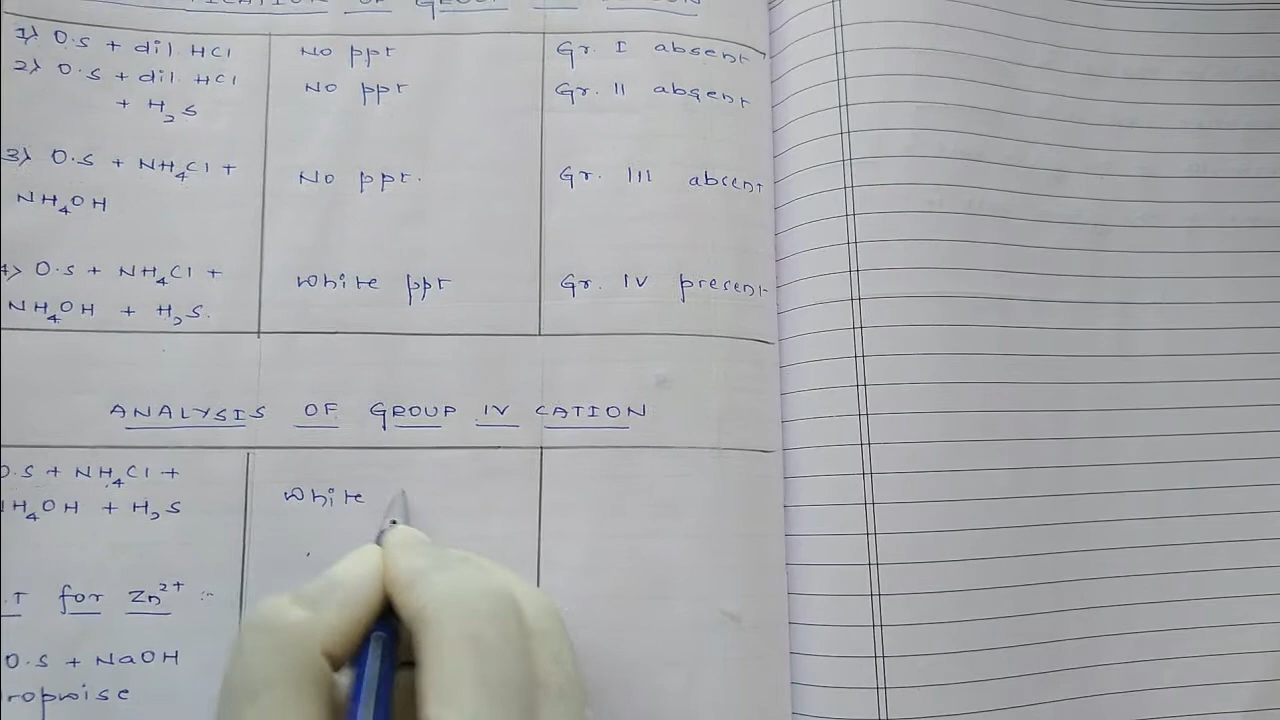 OF
1) O.S + dil. HCl No ppt Gr. I absent
2) O.S + dil. HCl No ppt Gr. II absent
+ H2S
3) O.S + NH4Cl + No ppt. Gr. III absent
NH4OH
4) O.S + NH4Cl + White ppt Gr. IV present
NH4OH + H2S.
ANALYSIS OF GROUP IV CATION
O.S + NH4Cl +
H4OH + H2S White
.T for Zn2+ :-
O.S + NaOH
ropwise